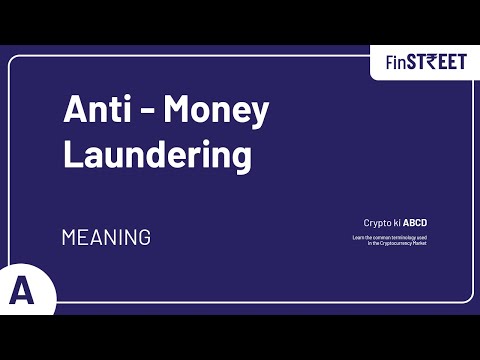 FinSTREET
Anti - Money
Laundering
MEANING
Crypto ki ABCD
Learn the common terminology used
in the Cryptocurrency Market
A